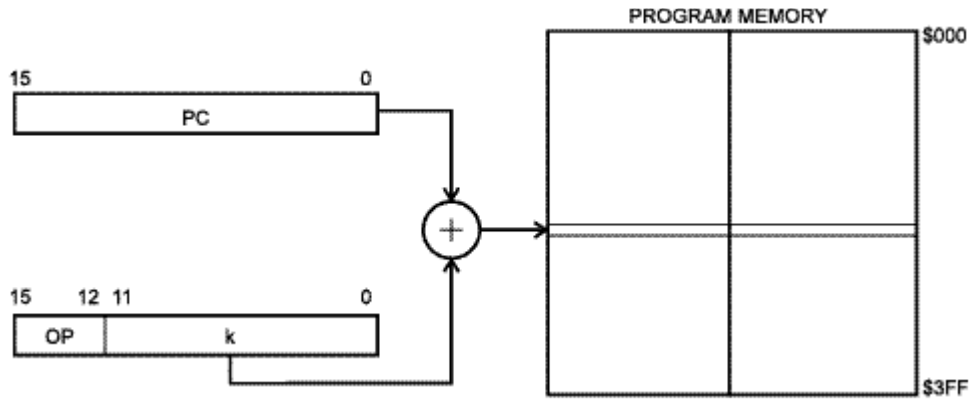 PROGRAM MEMORY
$000
15 0
PC
+
15 12 11 0
OP k
$3FF